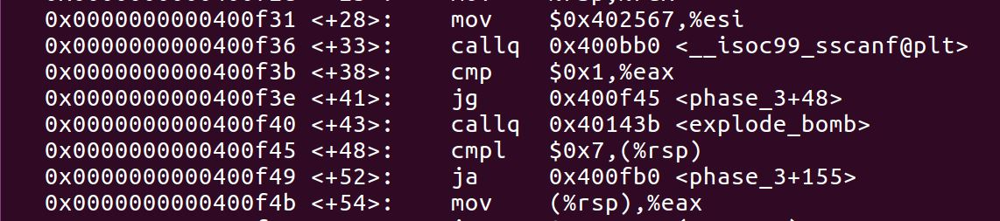 0x0000000000400f31 <+28>: mov $0x402567,%esi
0x0000000000400f36 <+33>: callq 0x400bb0 <__isoc99_sscanf@plt>
0x0000000000400f3b <+38>: cmp $0x1,%eax
0x0000000000400f3e <+41>: jg 0x400f45 <phase_3+48>
0x0000000000400f40 <+43>: callq 0x40143b <explode_bomb>
0x0000000000400f45 <+48>: cmpl $0x7,(%rsp)
0x0000000000400f49 <+52>: ja 0x400fb0 <phase_3+155>
0x0000000000400f4b <+54>: mov (%rsp),%eax